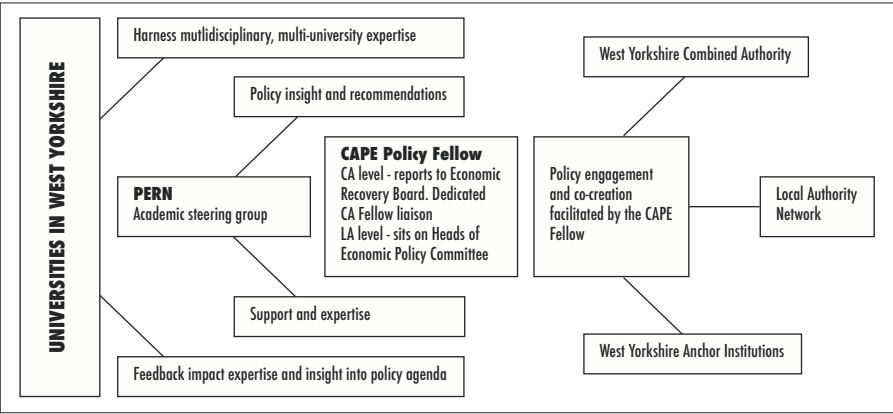 UNIVERSITIES IN WEST YORKSHIRE
Harness mutlidisciplinary, multi-university expertise
Policy insight and recommendations
PERN
Academic steering group
Support and expertise
Feedback impact expertise and insight into policy agenda
CAPE Policy Fellow
CA level - reports to Economic
Recovery Board. Dedicated
CA Fellow liaison
LA level - sits on Heads of
Economic Policy Committee
Policy engagement
and co-creation
facilitated by the CAPE
Fellow
West Yorkshire Combined Authority
Local Authority
Network
West Yorkshire Anchor Institutions